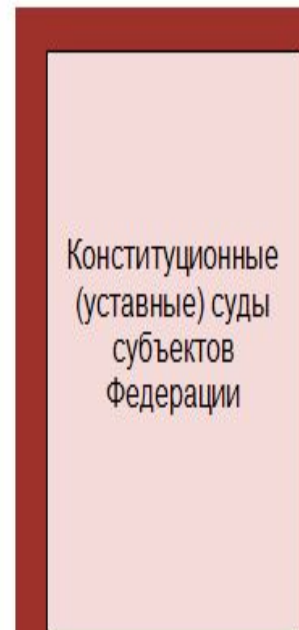 Конституционные
(уставные) суды
субъектов
Федерации